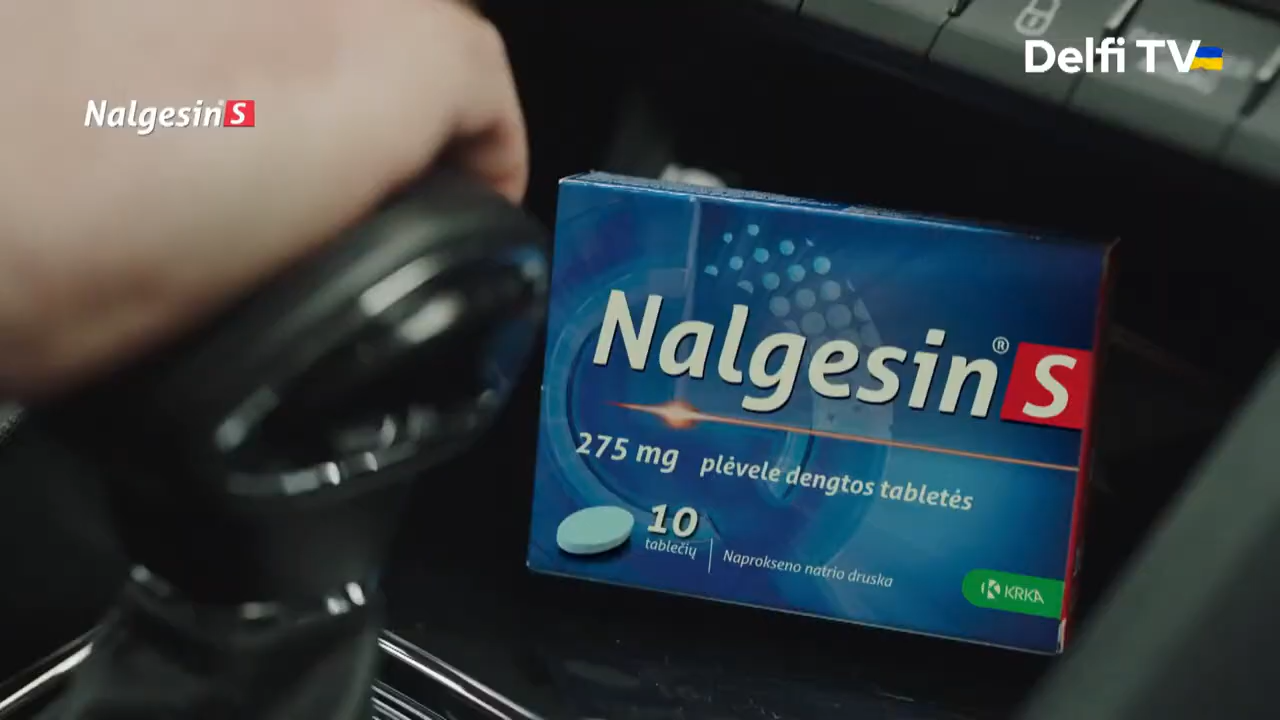 Delfi TV
Nalgesin® S
Nalgesin® S
275 mg plėvele dengtos tabletės
10
tablečių
Naprokseno natrio druska
KRKA